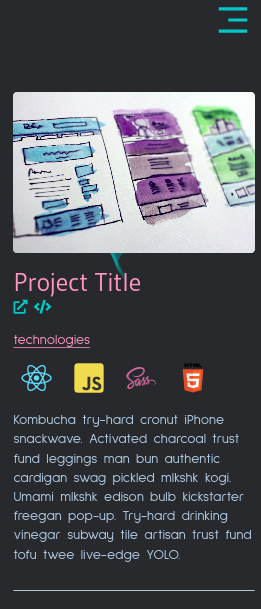 Project Title
technologies
JS
Sass
HTML
5
Kombucha try-hard cronut iPhone
snackwave. Activated charcoal trust
fund leggings man bun authentic
cardigan swag pickled mlkshk kogi.
Umami mlkshk edison bulb kickstarter
freegan pop-up. Try-hard drinking
vinegar subway tile artisan trust fund
tofu twee live-edge YOLO.